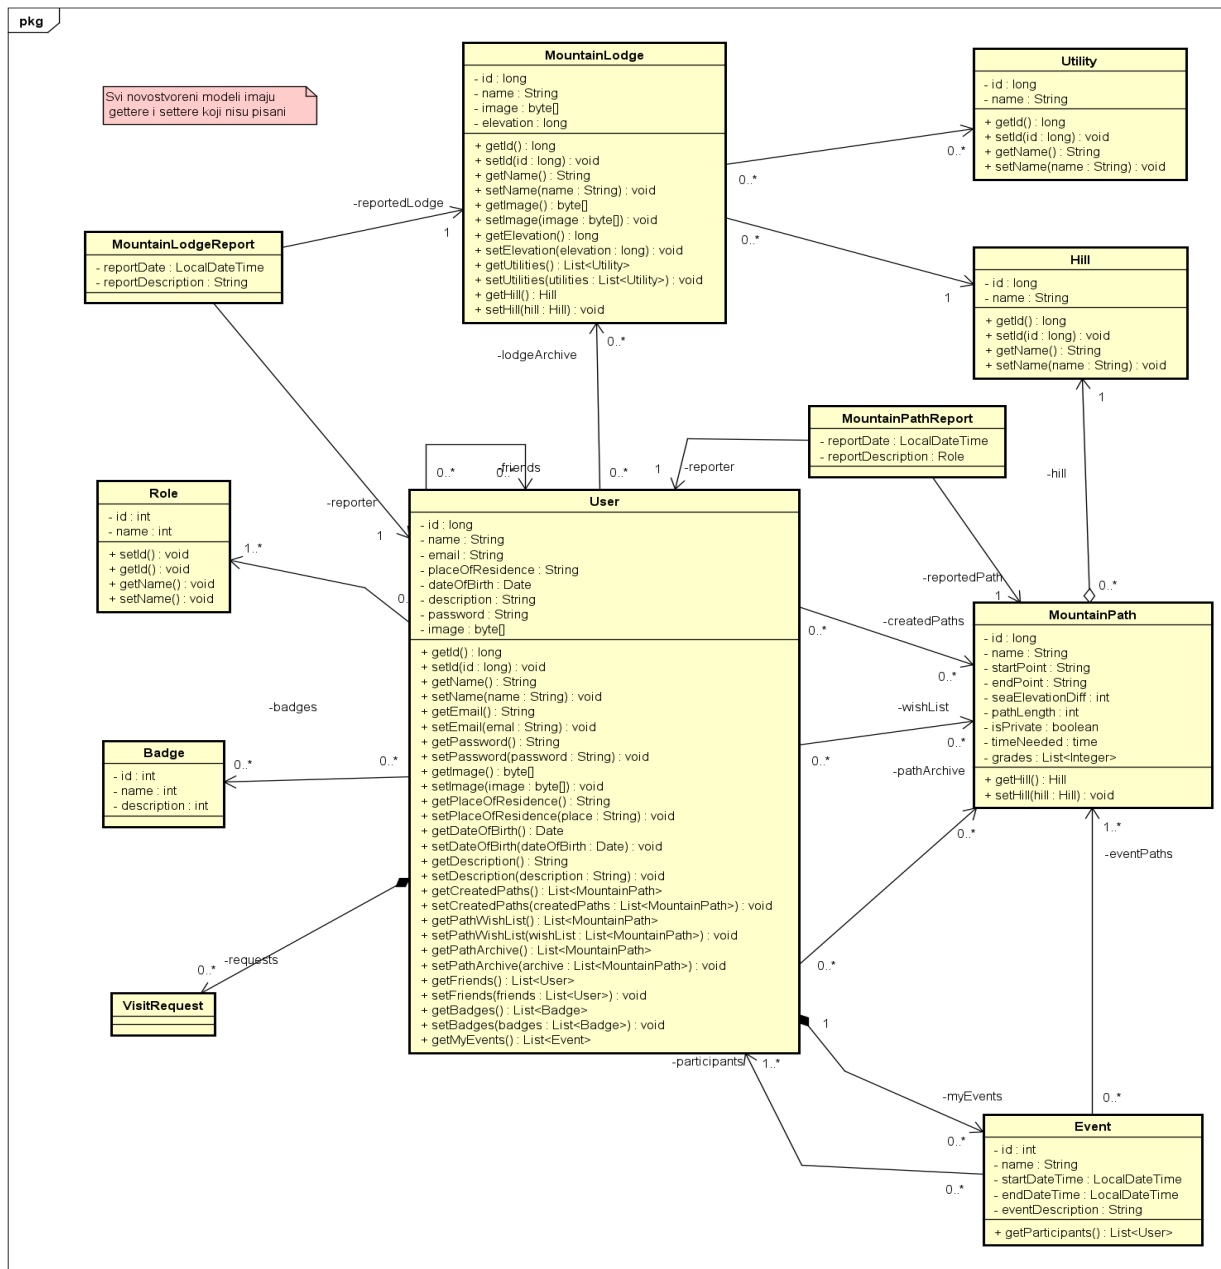 pkg
Svi novostvoreni modeli imaju
gettere i settere koji nisu pisani
MountainLodge
- id : long
- name : String
- image : byte[]
- elevation : long
+ getId() : long
+ setId(id : long) : void
+ getName() : String
+ setName(name : String) : void
+ getImage() : byte[]
+ setImage(image : byte[]) : void
+ getElevation() : long
+ setElevation(elevation : long) : void
+ getUtilities() : List<Utility>
+ setUtilities(utilities : List<Utility>) : void
+ getHill() : Hill
+ setHill(hill : Hill) : void
Utility
- id : long
- name : String
+ getId() : long
+ setId(id : long) : void
+ getName() : String
+ setName(name : String) : void
0..*
0..*
0..*
1
-reportedLodge
1
MountainLodgeReport
- reportDate : LocalDateTime
- reportDescription : String
Hill
- id : long
- name : String
+ getId() : long
+ setId(id : long) : void
+ getName() : String
+ setName(name : String) : void
0..*
-lodgeArchive
0..*
1
-hill
0..*
MountainPathReport
- reportDate : LocalDateTime
- reportDescription : Role
1
-reporter
-reportedPath
1
0..*
0..*
-friends
-reporter
1
Role
- id : int
- name : int
+ setId() : void
+ getId() : void
+ getName() : void
+ setName() : void
1..*
0..
User
- id : long
- name : String
- email : String
- placeOfResidence : String
- dateOfBirth : Date
- description : String
- password : String
- image : byte[]
+ getId() : long
+ setId(id : long) : void
+ getName() : String
+ setName(name : String) : void
+ getEmail() : String
+ setEmail(emal : String) : void
+ getPassword() : String
+ setPassword(password : String) : void
+ getImage() : byte[]
+ setImage(image : byte[]) : void
+ getPlaceOfResidence() : String
+ setPlaceOfResidence(place : String) : void
+ getDateOfBirth() : Date
+ setDateOfBirth(dateOfBirth : Date) : void
+ getDescription() : String
+ setDescription(description : String) : void
+ getCreatedPaths() : List<MountainPath>
+ setCreatedPaths(createdPaths : List<MountainPath>) : void
+ getPathWishList() : List<MountainPath>
+ setPathWishList(wishList : List<MountainPath>) : void
+ getPathArchive() : List<MountainPath>
+ setPathArchive(archive : List<MountainPath>) : void
+ getFriends() : List<User>
+ setFriends(friends : List<User>) : void
+ getBadges() : List<Badge>
+ setBadges(badges : List<Badge>) : void
+ getMyEvents() : List<Event>
MountainPath
- id : long
- name : String
- startPoint : String
- endPoint : String
- seaElevationDiff : int
- pathLength : int
- isPrivate : boolean
- timeNeeded : time
- grades : List<Integer>
+ getHill() : Hill
+ setHill(hill : Hill) : void
-createdPaths
0..*
0..*
-wishList
0..*
0..*
-pathArchive
0..*
0..*
-badges
0..*
0..*
Badge
- id : int
- name : int
- description : int
-requests
0..*
VisitRequest
1..*
-eventPaths
0..*
1
-myEvents
0..*
-participants
1..*
0..*
Event
- id : int
- name : String
- startDateTime : LocalDateTime
- endDateTime : LocalDateTime
- eventDescription : String
+ getParticipants() : List<User>